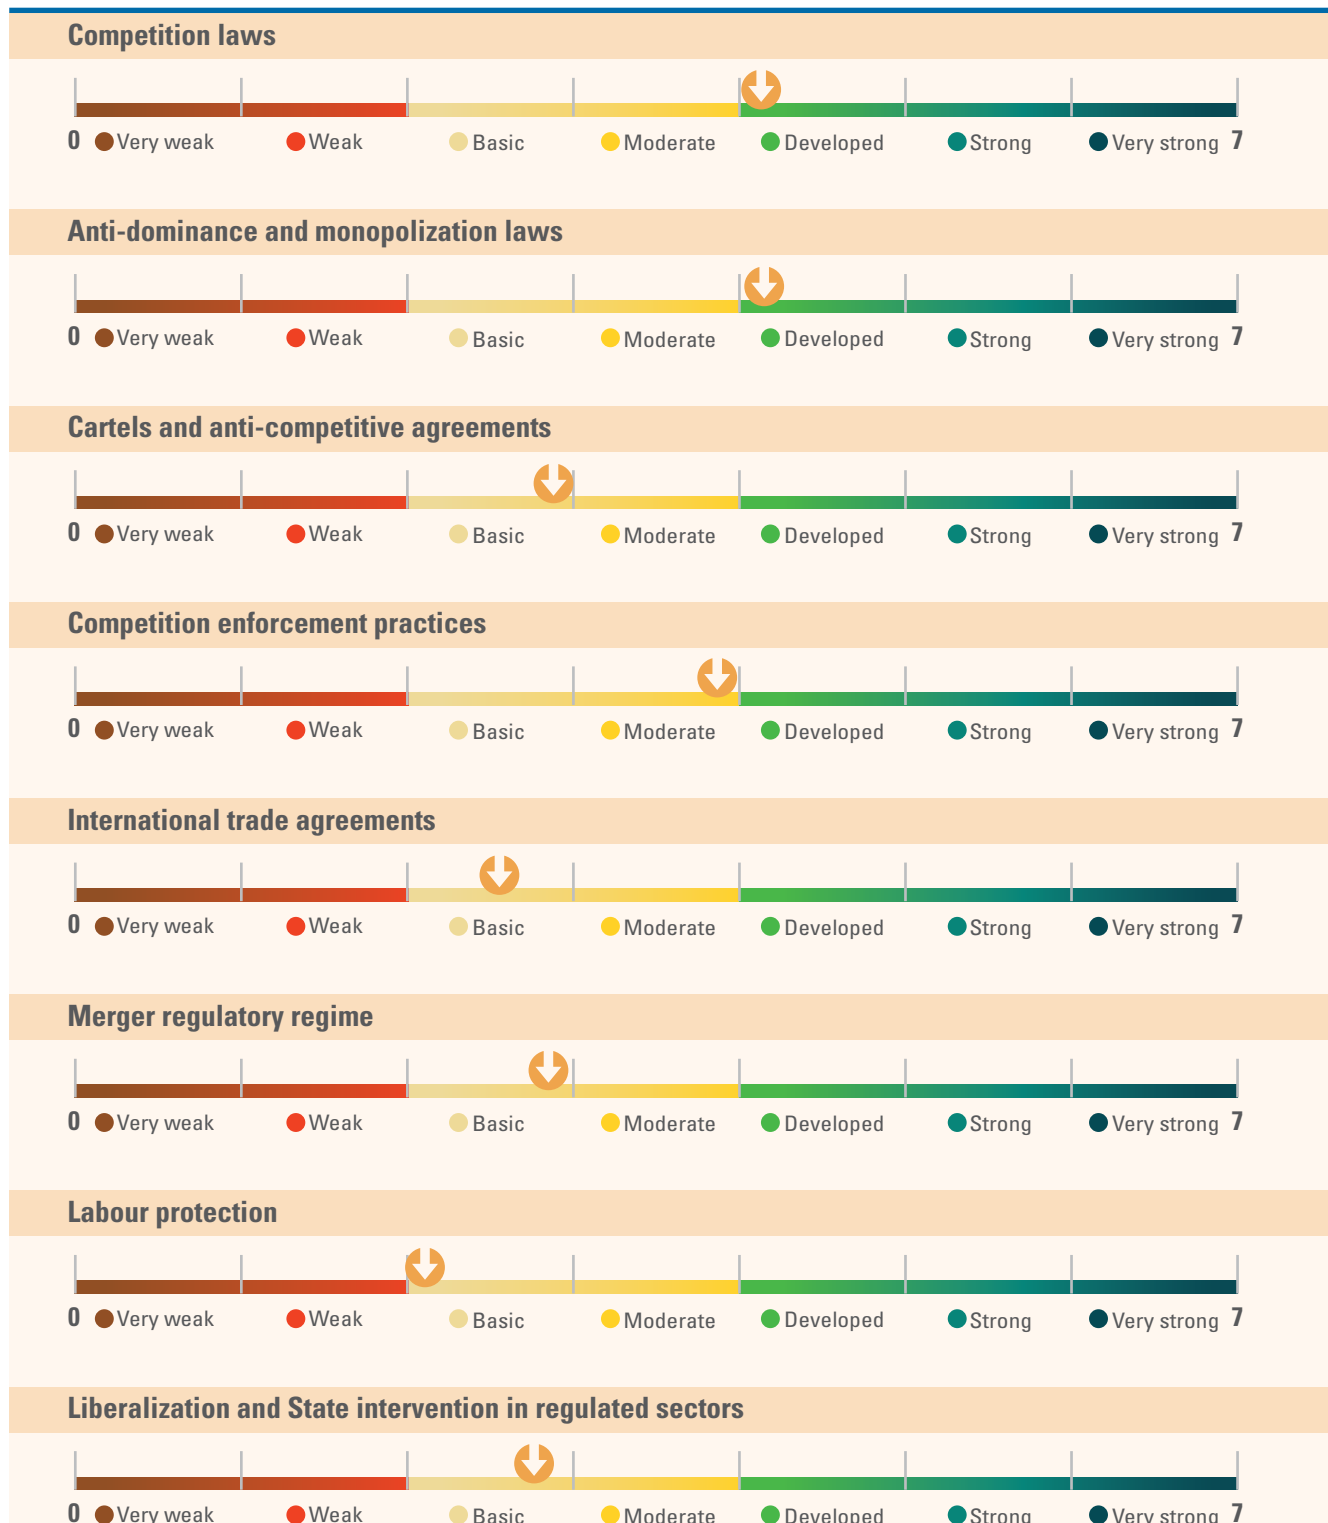 Competition laws
0 Very weak Weak Basic Moderate Developed Strong Very strong 7
Anti-dominance and monopolization laws
0 Very weak Weak Basic Moderate Developed Strong Very strong 7
Cartels and anti-competitive agreements
0 Very weak Weak Basic Moderate Developed Strong Very strong 7
Competition enforcement practices
0 Very weak Weak Basic Moderate Developed Strong Very strong 7
International trade agreements
0 Very weak Weak Basic Moderate Developed Strong Very strong 7
Merger regulatory regime
0 Very weak Weak Basic Moderate Developed Strong Very strong 7
Labour protection
0 Very weak Weak Basic Moderate Developed Strong Very strong 7
Liberalization and State intervention in regulated sectors
0 Very weak Weak Basic Moderate Developed Strong Very strong 7